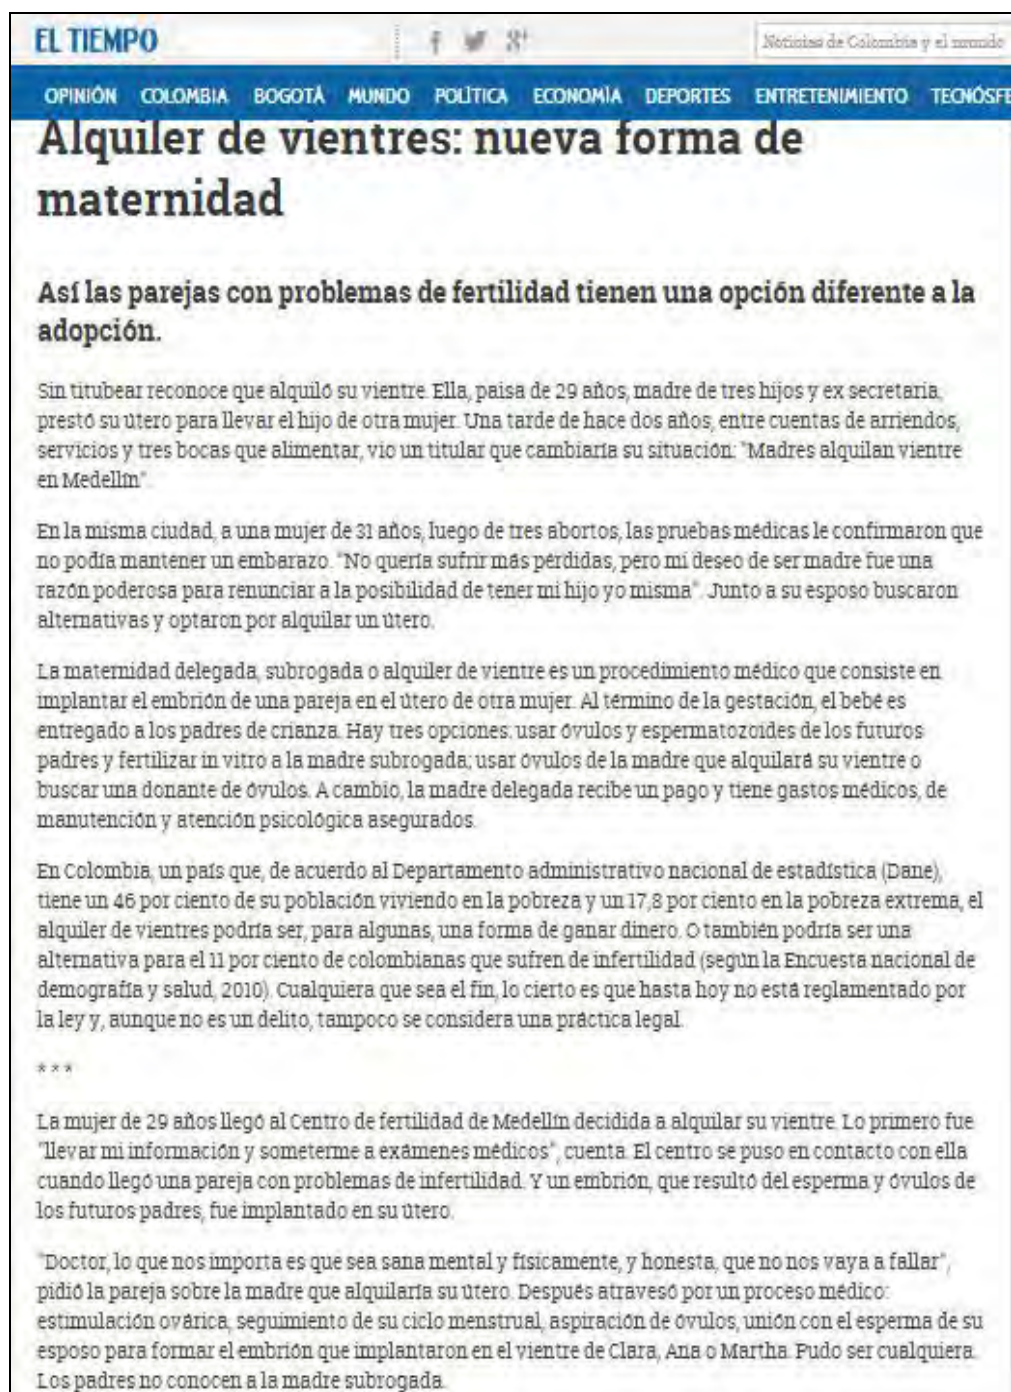 EL TIEMPO
Noticias de Colombia y el mundo
OPINIÓN COLOMBIA BOGOTÁ MUNDO POLÍTICA ECONOMÍA DEPORTES ENTRETENIMIENTO TECNÓSFE
Alquiler de vientres: nueva forma de
maternidad
Así las parejas con problemas de fertilidad tienen una opción diferente a la
adopción.
Sin titubear reconoce que alquiló su vientre. Ella, paisa de 29 años, madre de tres hijos y ex secretaria,
prestó su útero para llevar el hijo de otra mujer. Una tarde de hace dos años, entre cuentas de arriendos,
servicios y tres bocas que alimentar, vio un titular que cambiaría su situación: "Madres alquilan vientre
en Medellín".
En la misma ciudad, a una mujer de 31 años, luego de tres abortos, las pruebas médicas le confirmaron que
no podía mantener un embarazo. "No quería sufrir más pérdidas, pero mi deseo de ser madre fue una
razón poderosa para renunciar a la posibilidad de tener mi hijo yo misma". Junto a su esposo buscaron
alternativas y optaron por alquilar un útero.
La maternidad delegada, subrogada o alquiler de vientre es un procedimiento médico que consiste en
implantar el embrión de una pareja en el útero de otra mujer. Al término de la gestación, el bebé es
entregado a los padres de crianza. Hay tres opciones: usar óvulos y espermatozoides de los futuros
padres y fertilizar in vitro a la madre subrogada; usar óvulos de la madre que alquilará su vientre o
buscar una donante de óvulos. A cambio, la madre delegada recibe un pago y tiene gastos médicos, de
manutención y atención psicológica asegurados.
En Colombia, un país que, de acuerdo al Departamento administrativo nacional de estadística (Dane),
tiene un 46 por ciento de su población viviendo en la pobreza y un 17,8 por ciento en la pobreza extrema, el
alquiler de vientres podría ser, para algunas, una forma de ganar dinero. O también podría ser una
alternativa para el 11 por ciento de colombianas que sufren de infertilidad (según la Encuesta nacional de
demografía y salud, 2010). Cualquiera que sea el fin, lo cierto es que hasta hoy no está reglamentado por
la ley y, aunque no es un delito, tampoco se considera una práctica legal.
* * *
La mujer de 29 años llegó al Centro de fertilidad de Medellín decidida a alquilar su vientre. Lo primero fue
"llevar mi información y someterme a exámenes médicos", cuenta. El centro se puso en contacto con ella
cuando llegó una pareja con problemas de infertilidad. Y un embrión, que resultó del esperma y óvulos de
los futuros padres, fue implantado en su útero.
"Doctor, lo que nos importa es que sea sana mental y físicamente, y honesta, que no nos vaya a fallar",
pidió la pareja sobre la madre que alquilaría su útero. Después atravesó por un proceso médico:
estimulación ovárica, seguimiento de su ciclo menstrual, aspiración de óvulos, unión con el esperma de su
esposo para formar el embrión que implantaron en el vientre de Clara, Ana o Martha. Pudo ser cualquiera.
Los padres no conocen a la madre subrogada.